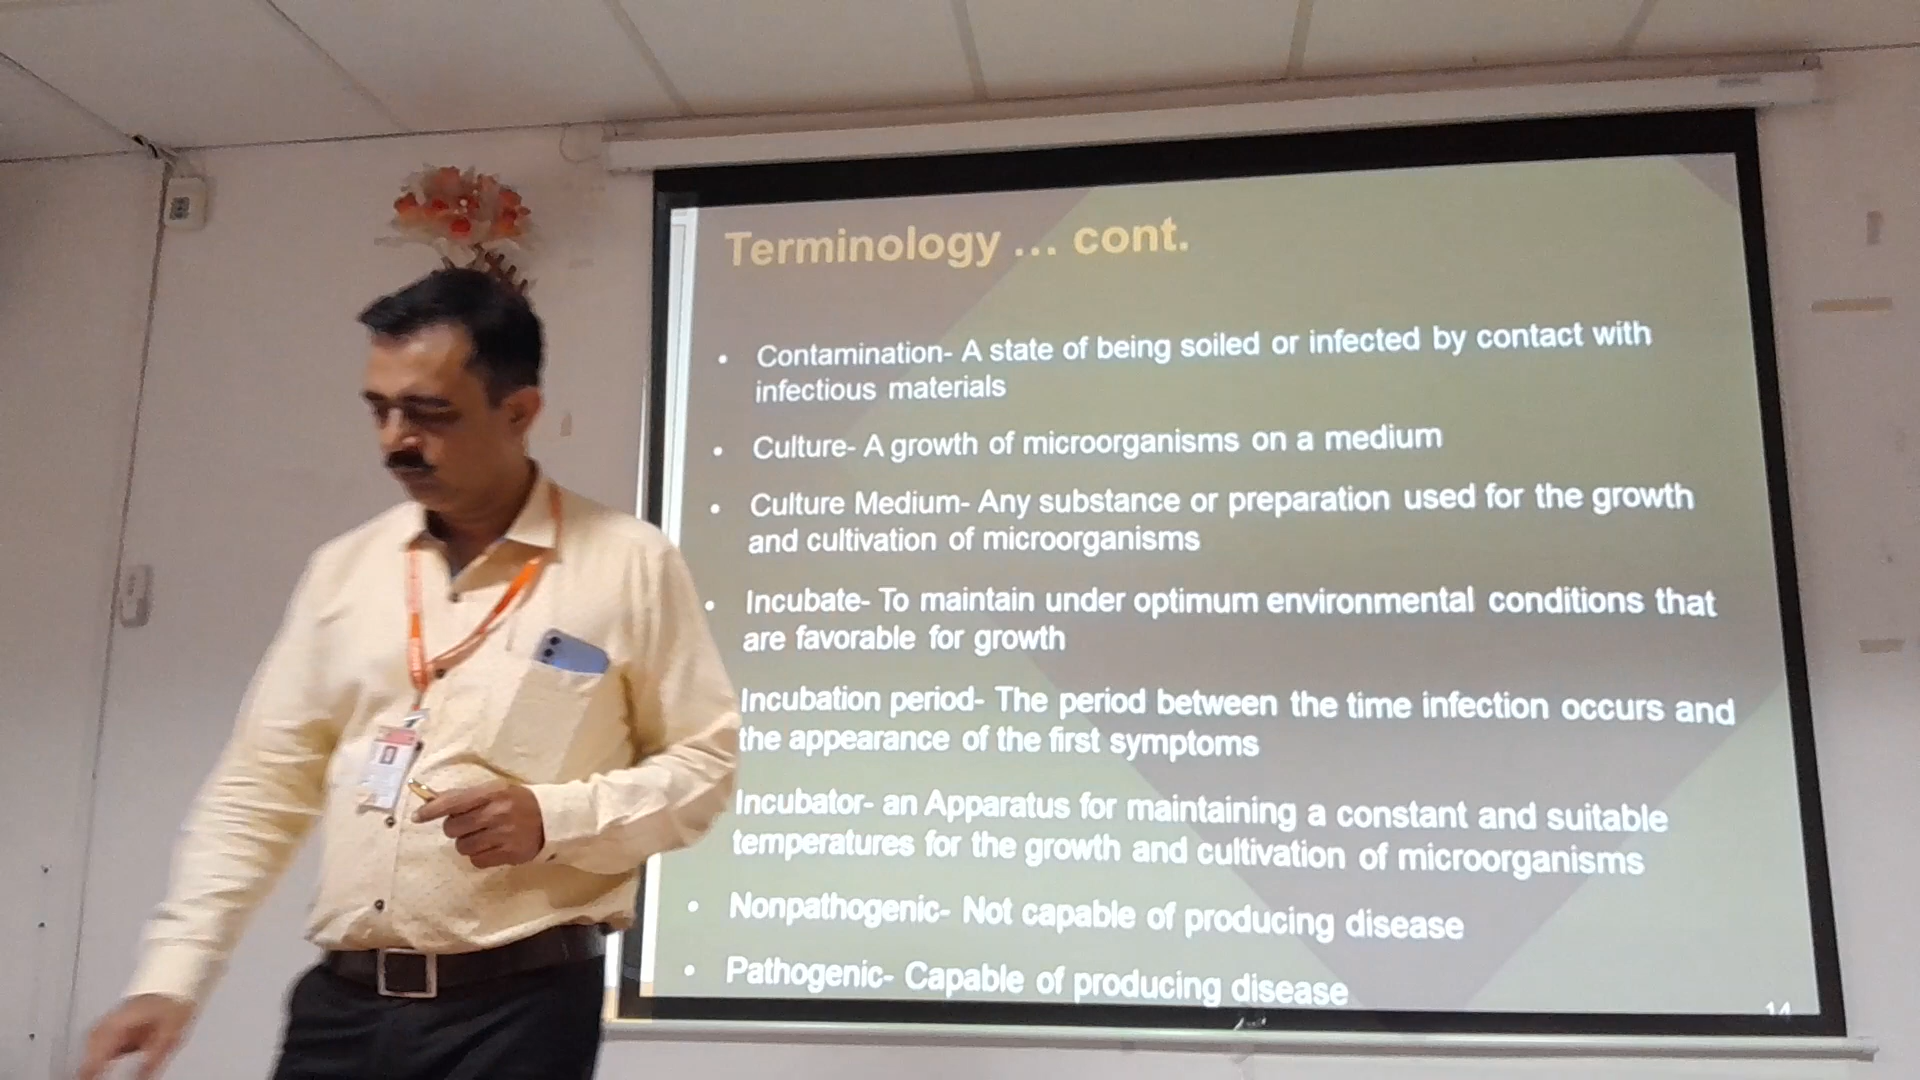 Terminology ... cont.
• Contamination- A state of being soiled or infected by contact with
infectious materials
• Culture- A growth of microorganisms on a medium
• Culture Medium- Any substance or preparation used for the growth
and cultivation of microorganisms
• Incubate- To maintain under optimum environmental conditions that
are favorable for growth
Incubation period- The period between the time infection occurs and
the appearance of the first symptoms
Incubator- an Apparatus for maintaining a constant and suitable
temperatures for the growth and cultivation of microorganisms
• Nonpathogenic- Not capable of producing disease
• Pathogenic- Capable of producing disease
14